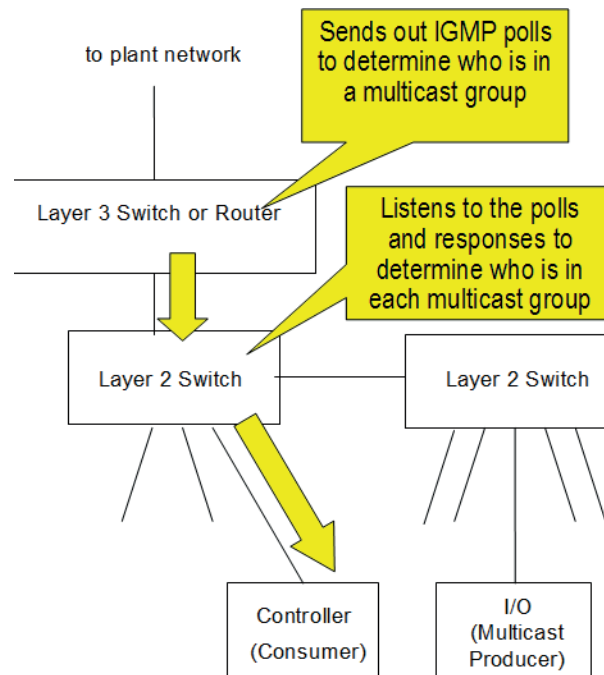 Sends out IGMP polls
to determine who is in
a multicast group
to plant network
Layer 3 Switch or Router
Listens to the polls
and responses to
determine who is in
each multicast group
Layer 2 Switch
Layer 2 Switch
Controller
(Consumer)
I/O
(Multicast
Producer)